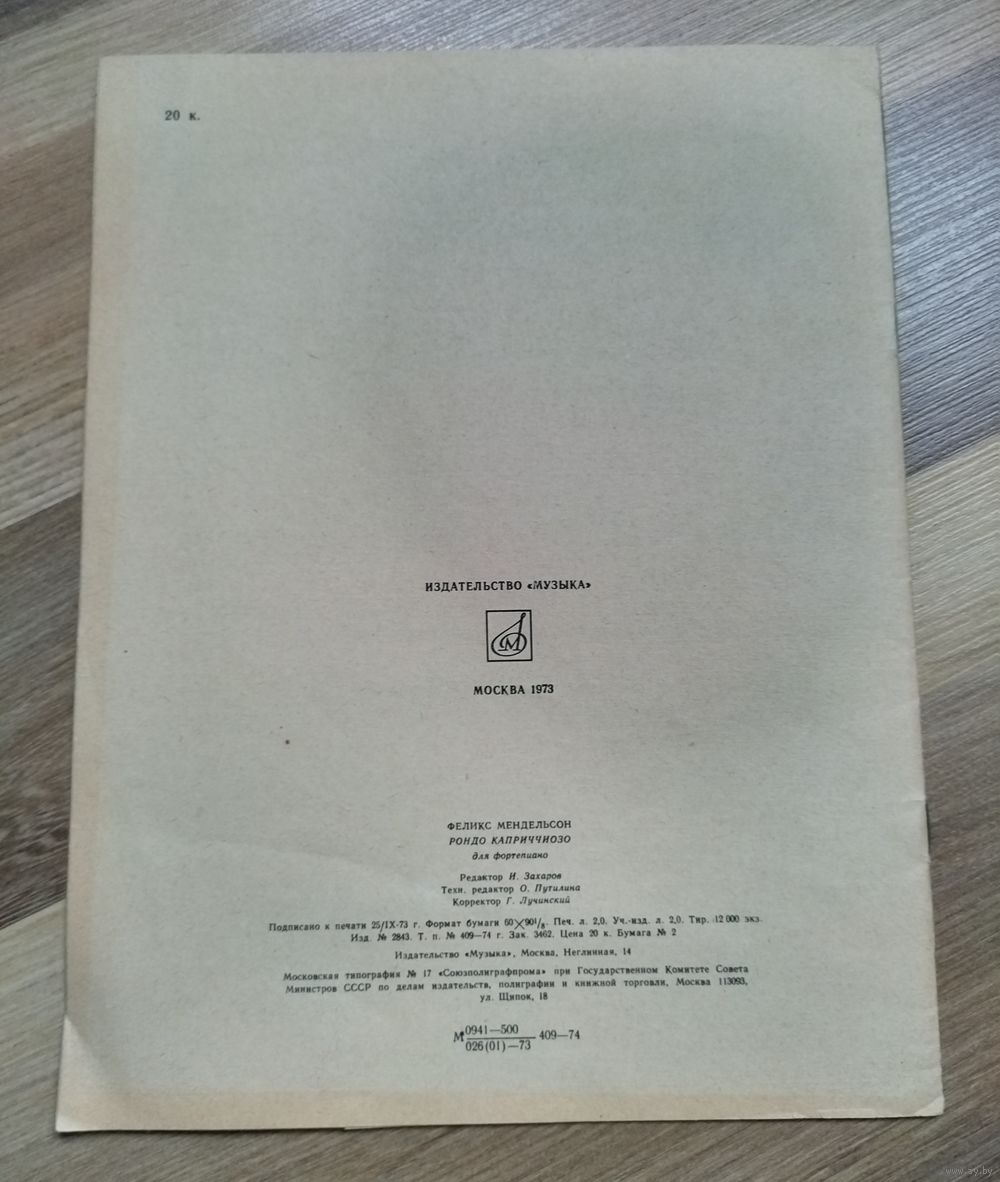 20 к.
ИЗДАТЕЛЬСТВО «МУЗЫКА»
М
МОСКВА 1973
ФЕЛИКС МЕНДЕЛЬСОН
РОНДО КАПРИЧЧИОЗО
для фортепиано
Редактор И. Захаров
Техн. редактор О. Путилина
Корректор Г. Лучинский
Подписано к печати 25/IX-73 г. Формат бумаги 60×90¹/₈. Печ. л. 2,0. Уч.-изд. л. 2,0. Тир. 12 000 экз.
Изд. № 2843. Т. п. № 409—74 г. Зак. 3462. Цена 20 к. Бумага № 2
Издательство «Музыка», Москва, Неглинная, 14
Московская типография № 17 «Союзполиграфпрома» при Государственном Комитете Совета
Министров СССР по делам издательств, полиграфии и книжной торговли, Москва 113093,
ул. Щипок, 18
М 0941—500
026(01)—73 409—74
www.ay.by